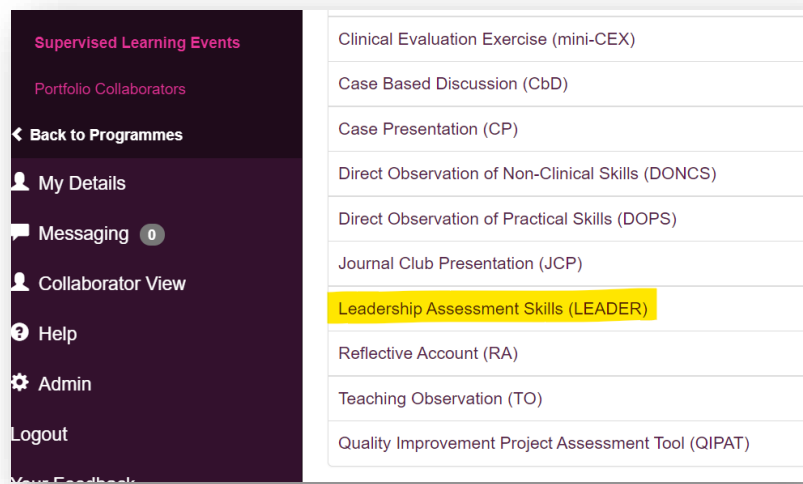 Supervised Learning Events
Portfolio Collaborators
Back to Programmes
My Details
Messaging 0
Collaborator View
Help
Admin
Logout
Your Feedback
Clinical Evaluation Exercise (mini-CEX)
Case Based Discussion (CbD)
Case Presentation (CP)
Direct Observation of Non-Clinical Skills (DONCS)
Direct Observation of Practical Skills (DOPS)
Journal Club Presentation (JCP)
Leadership Assessment Skills (LEADER)
Reflective Account (RA)
Teaching Observation (TO)
Quality Improvement Project Assessment Tool (QIPAT)